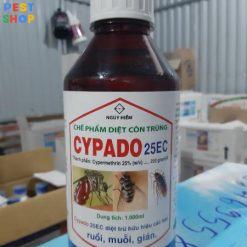 PEST
SHOP
NGUY HIỂM
CHẾ PHẨM DIỆT CÔN TRÙNG
CYPADO 25EC
Thành phần: Cypermethrin 25% (w/v)
Dung tích: 1.000ml
Cypado 25EC diệt trừ hữu hiệu các loài
ruồi, muỗi, gián.